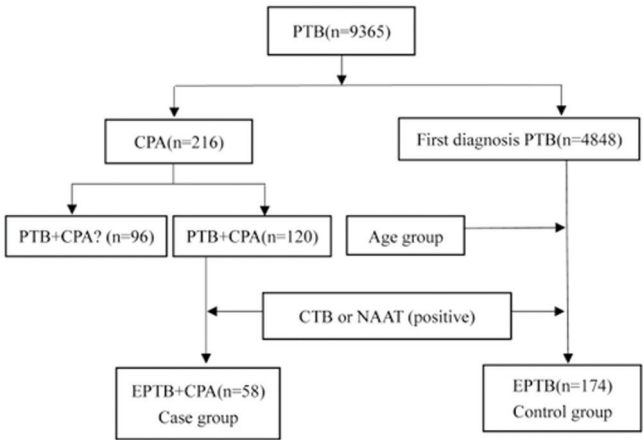 PTB(n=9365)
CPA(n=216)
First diagnosis PTB(n=4848)
PTB+CPA? (n=96)
PTB+CPA(n=120)
Age group
CTB or NAAT (positive)
EPTB+CPA(n=58)
Case group
EPTB(n=174)
Control group